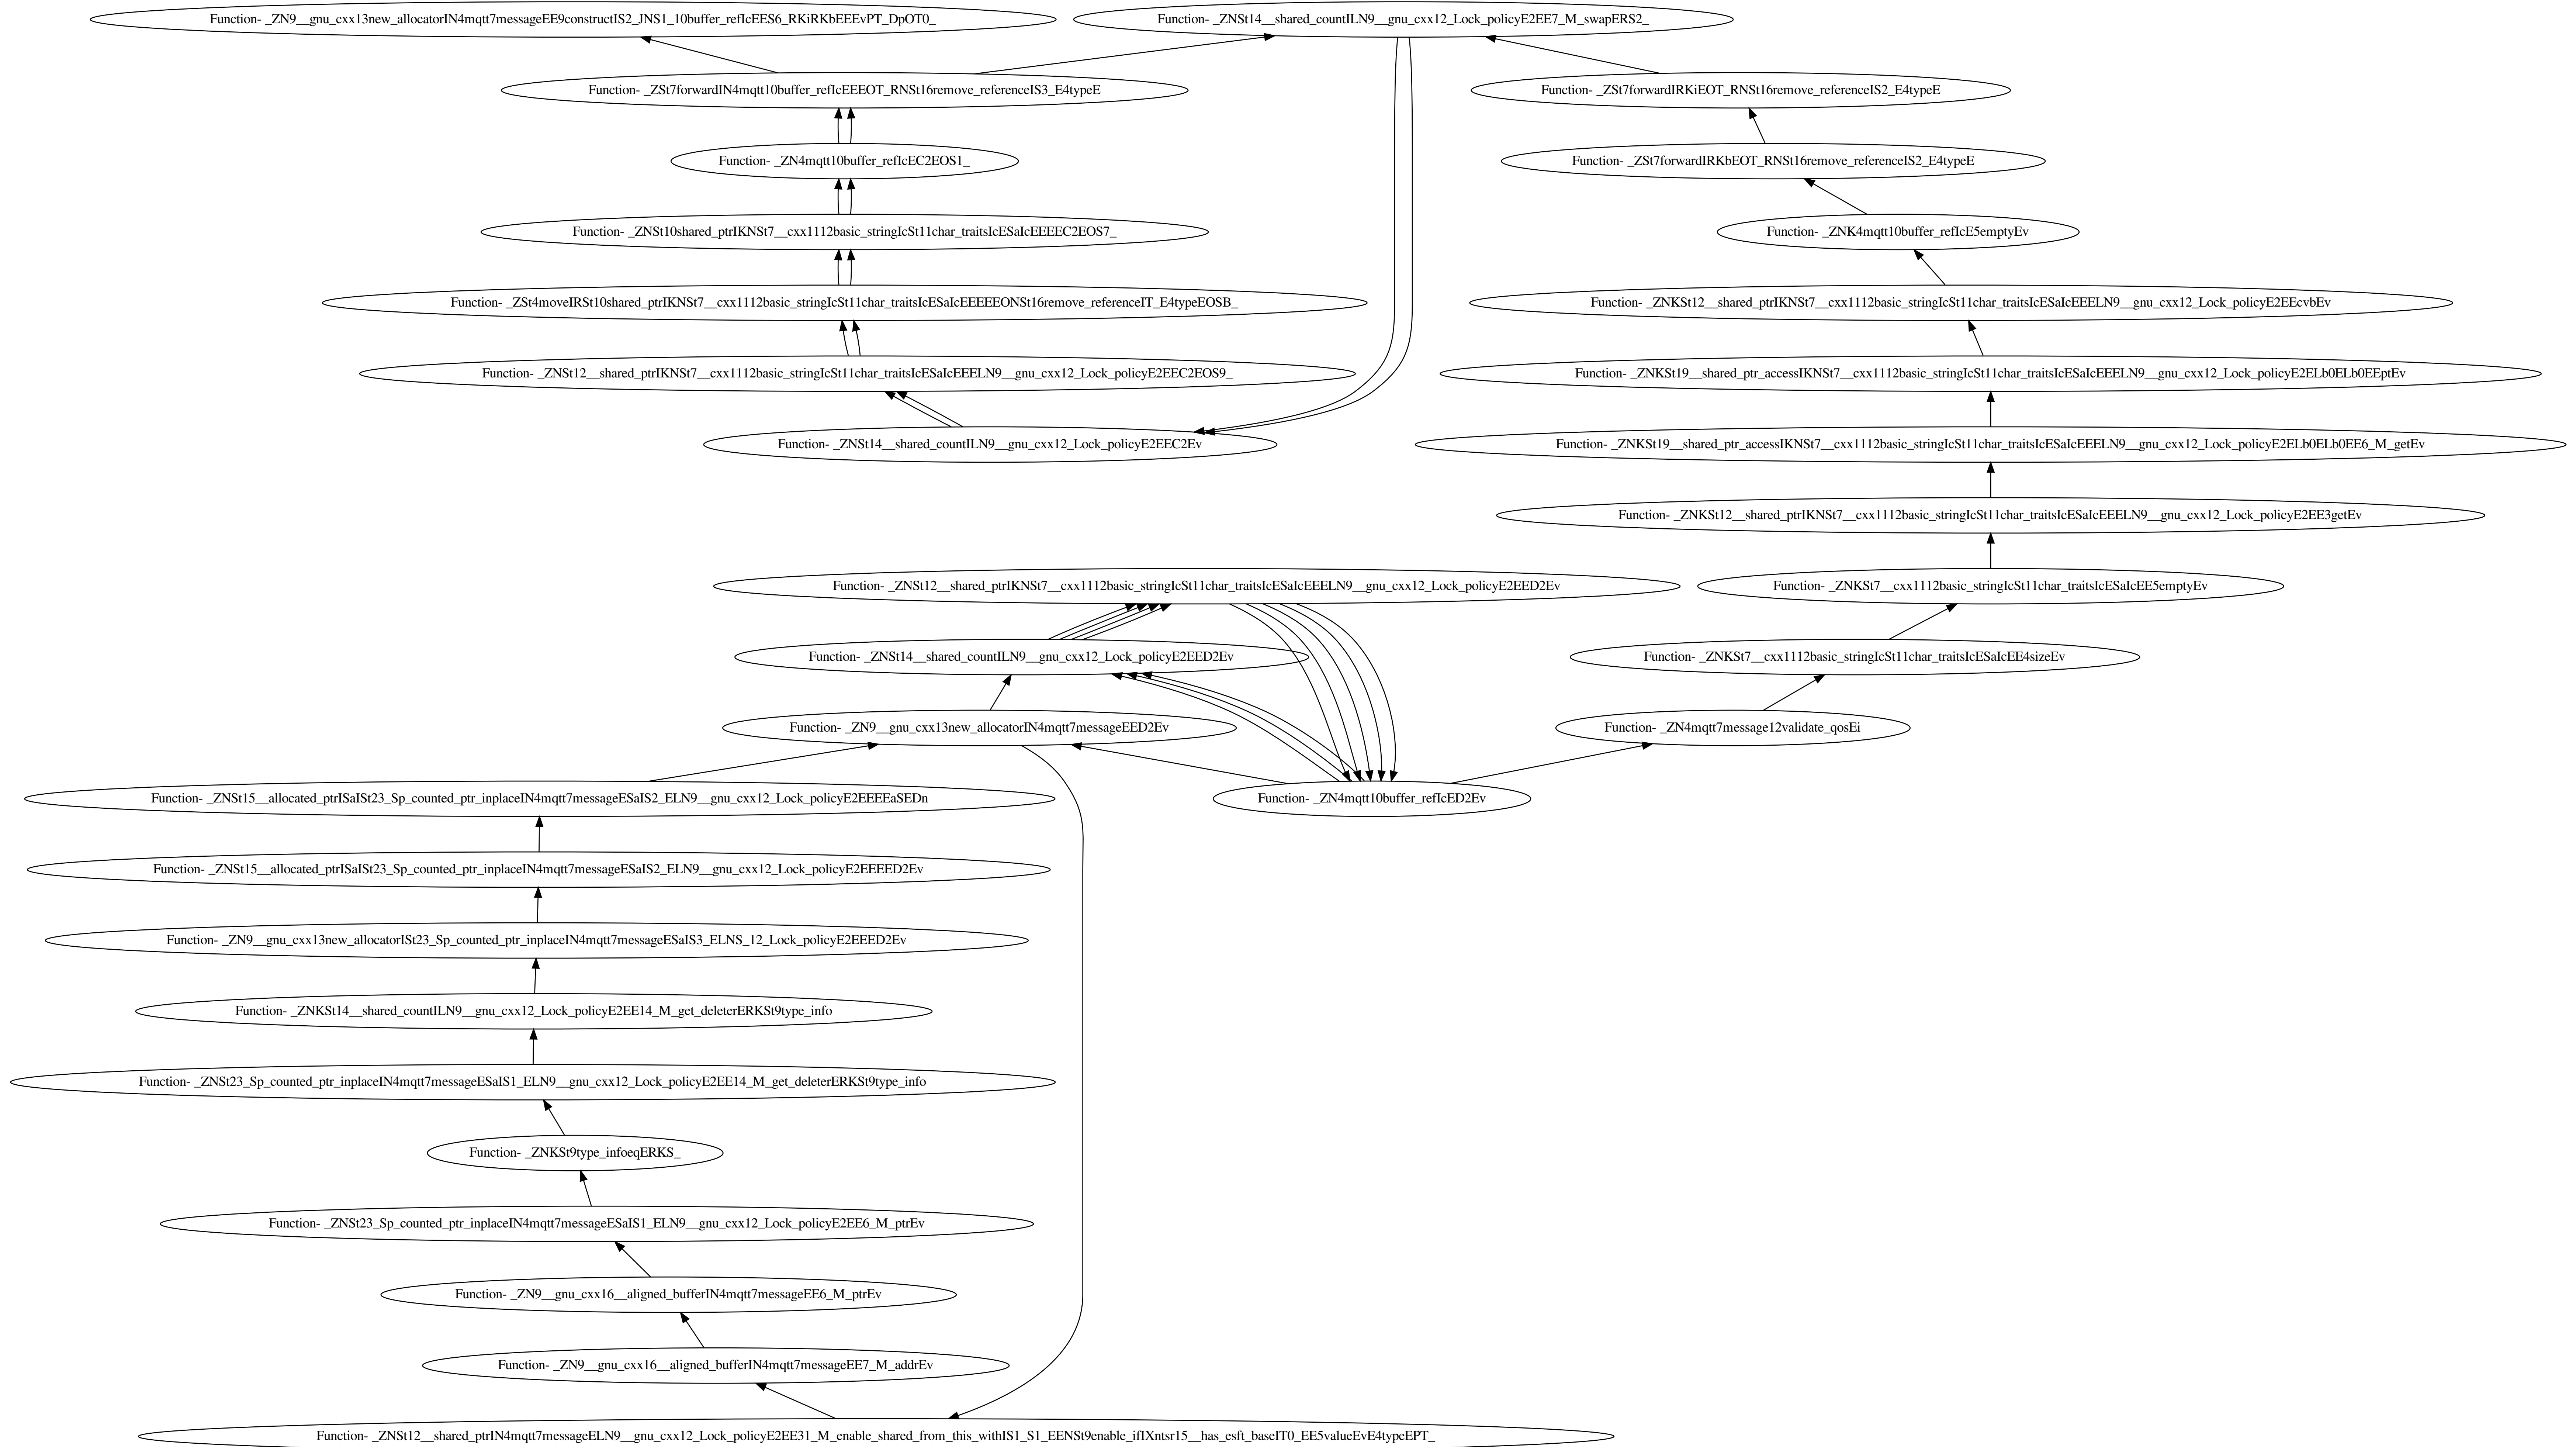 Function- _ZN9__gnu_cxx13new_allocatorIN4mqtt7messageEE9constructIS2_JNS1_10buffer_refIcEES6_RKiRKbEEEvPT_DpOT0_
Function- _ZNSt14__shared_countILN9__gnu_cxx12_Lock_policyE2EE7_M_swapERS2_
Function- _ZSt7forwardIN4mqtt10buffer_refIcEEEOT_RNSt16remove_referenceIS3_E4typeE
Function- _ZSt7forwardIRKiEOT_RNSt16remove_referenceIS2_E4typeE
Function- _ZN4mqtt10buffer_refIcEC2EOS1_
Function- _ZSt7forwardIRKbEOT_RNSt16remove_referenceIS2_E4typeE
Function- _ZNSt10shared_ptrIKNSt7__cxx1112basic_stringIcSt11char_traitsIcESaIcEEEEC2EOS7_
Function- _ZNK4mqtt10buffer_refIcE5emptyEv
Function- _ZSt4moveIRSt10shared_ptrIKNSt7__cxx1112basic_stringIcSt11char_traitsIcESaIcEEEEEONSt16remove_referenceIT_E4typeEOSB_
Function- _ZNKSt12__shared_ptrIKNSt7__cxx1112basic_stringIcSt11char_traitsIcESaIcEEELN9__gnu_cxx12_Lock_policyE2EEcvbEv
Function- _ZNSt12__shared_ptrIKNSt7__cxx1112basic_stringIcSt11char_traitsIcESaIcEEELN9__gnu_cxx12_Lock_policyE2EEC2EOS9_
Function- _ZNKSt19__shared_ptr_accessIKNSt7__cxx1112basic_stringIcSt11char_traitsIcESaIcEEELN9__gnu_cxx12_Lock_policyE2ELb0ELb0EEptEv
Function- _ZNSt14__shared_countILN9__gnu_cxx12_Lock_policyE2EEC2Ev
Function- _ZNKSt19__shared_ptr_accessIKNSt7__cxx1112basic_stringIcSt11char_traitsIcESaIcEEELN9__gnu_cxx12_Lock_policyE2ELb0ELb0EE6_M_getEv
Function- _ZNKSt12__shared_ptrIKNSt7__cxx1112basic_stringIcSt11char_traitsIcESaIcEEELN9__gnu_cxx12_Lock_policyE2EE3getEv
Function- _ZNSt12__shared_ptrIKNSt7__cxx1112basic_stringIcSt11char_traitsIcESaIcEEELN9__gnu_cxx12_Lock_policyE2EED2Ev
Function- _ZNKSt7__cxx1112basic_stringIcSt11char_traitsIcESaIcEE5emptyEv
Function- _ZNSt14__shared_countILN9__gnu_cxx12_Lock_policyE2EED2Ev
Function- _ZNKSt7__cxx1112basic_stringIcSt11char_traitsIcESaIcEE4sizeEv
Function- _ZN9__gnu_cxx13new_allocatorIN4mqtt7messageEED2Ev
Function- _ZN4mqtt7message12validate_qosEi
Function- _ZNSt15__allocated_ptrISaISt23_Sp_counted_ptr_inplaceIN4mqtt7messageESaIS2_ELN9__gnu_cxx12_Lock_policyE2EEEEaSEDn
Function- _ZN4mqtt10buffer_refIcED2Ev
Function- _ZNSt15__allocated_ptrISaISt23_Sp_counted_ptr_inplaceIN4mqtt7messageESaIS2_ELN9__gnu_cxx12_Lock_policyE2EEEED2Ev
Function- _ZN9__gnu_cxx13new_allocatorISt23_Sp_counted_ptr_inplaceIN4mqtt7messageESaIS3_ELNS_12_Lock_policyE2EEED2Ev
Function- _ZNKSt14__shared_countILN9__gnu_cxx12_Lock_policyE2EE14_M_get_deleterERKSt9type_info
Function- _ZNSt23_Sp_counted_ptr_inplaceIN4mqtt7messageESaIS1_ELN9__gnu_cxx12_Lock_policyE2EE14_M_get_deleterERKSt9type_info
Function- _ZNKSt9type_infoeqERKS_
Function- _ZNSt23_Sp_counted_ptr_inplaceIN4mqtt7messageESaIS1_ELN9__gnu_cxx12_Lock_policyE2EE6_M_ptrEv
Function- _ZN9__gnu_cxx16__aligned_bufferIN4mqtt7messageEE6_M_ptrEv
Function- _ZN9__gnu_cxx16__aligned_bufferIN4mqtt7messageEE7_M_addrEv
Function- _ZNSt12__shared_ptrIN4mqtt7messageELN9__gnu_cxx12_Lock_policyE2EE31_M_enable_shared_from_this_withIS1_S1_EENSt9enable_ifIXntsr15__has_esft_baseIT0_EE5valueEvE4typeEPT_